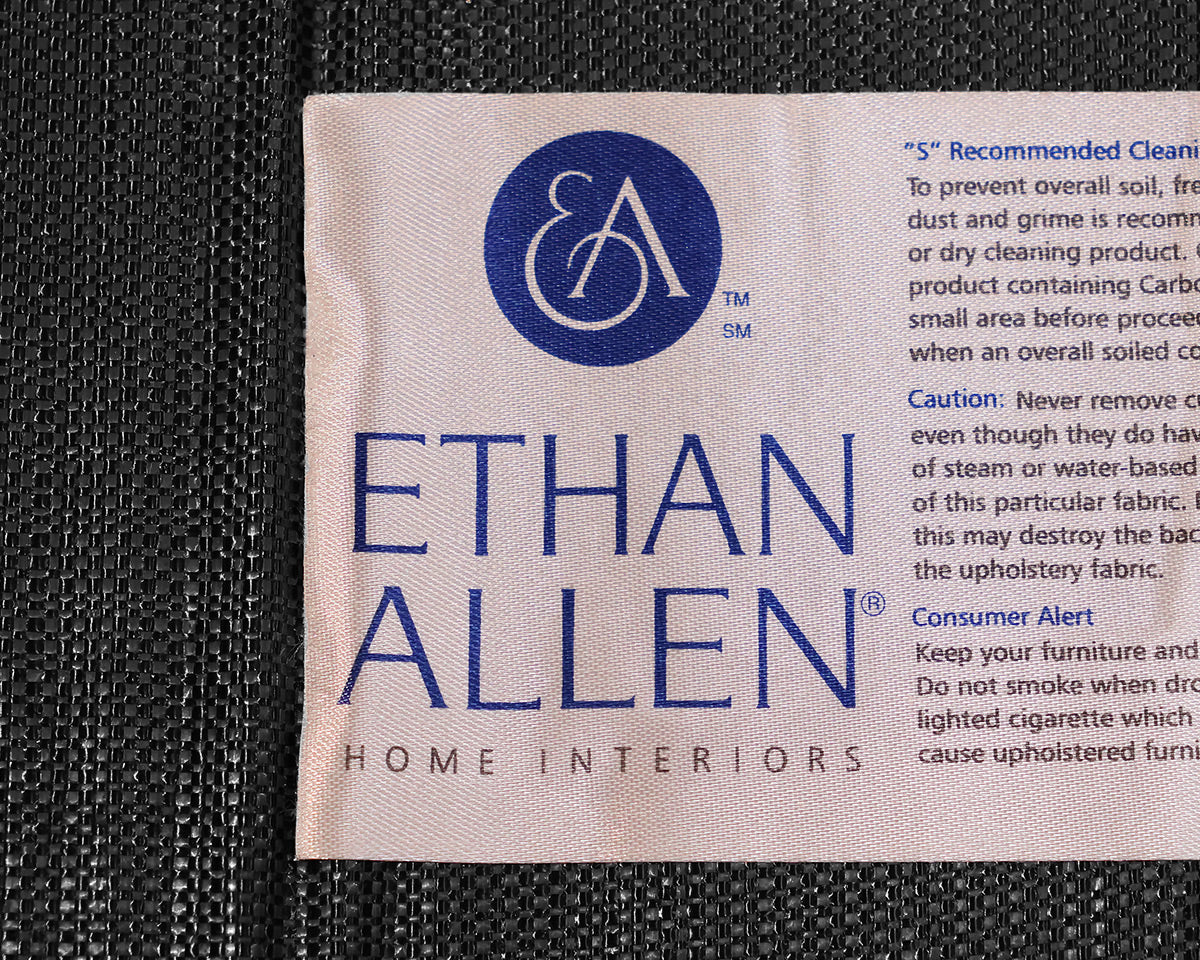 EA
TM
SM
ETHAN
ALLEN®
HOME INTERIORS
"S" Recommended
To prevent overall soil,
dust and grime is
or dry cleaning product.
product containing
small area before
when an overall soiled
Caution: Never remove
even though they do
of steam or water-based
of this particular fabric.
this may destroy the
the upholstery fabric.
Consumer Alert
Keep your furniture and
Do not smoke when
lighted cigarette which
cause upholstered